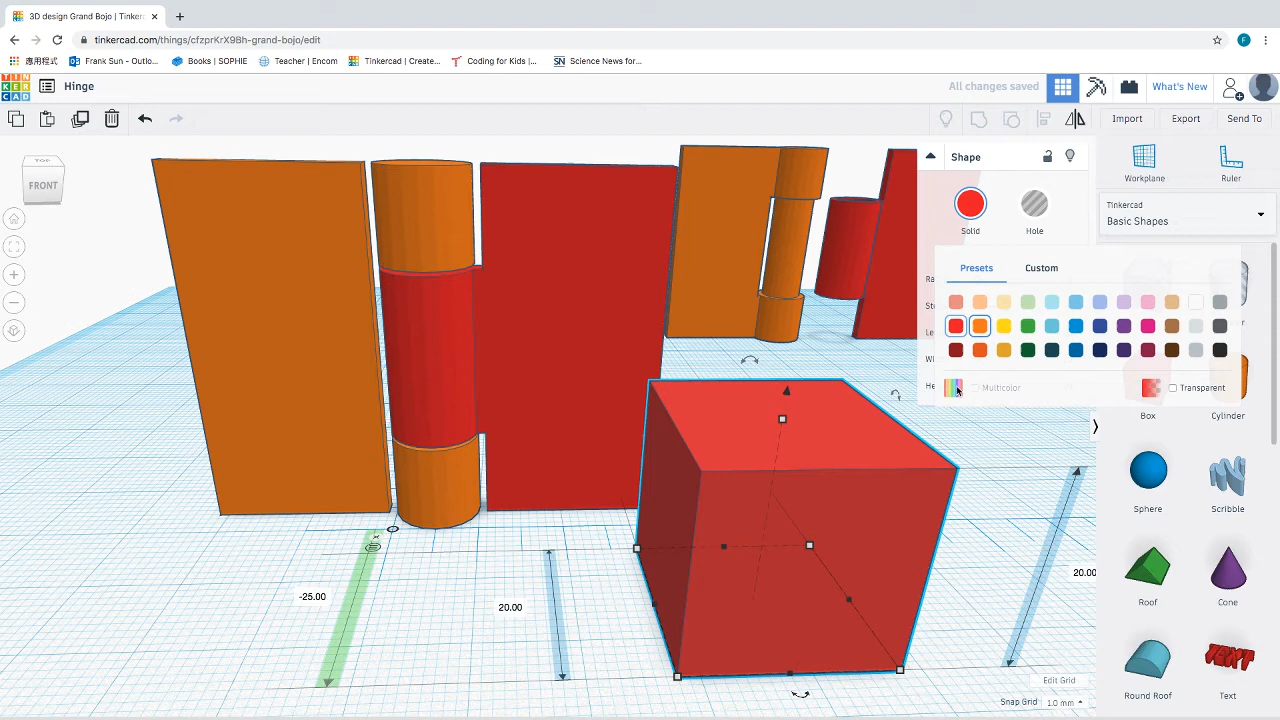 3D design Grand Bojo | Tinkerc
tinkercad.com/things/cfzprKrX9Bh-grand-bojo/edit
F
應用程式
Frank Sun - Outlo...
Books | SOPHIE
Teacher | Encom
Tinkercad | Create...
Coding for Kids |...
SN Science News for...
TIN
KER
CAD
Hinge
All changes saved
What's New
Import
Export
Send To
TOP
FRONT
Shape
Solid
Hole
Workplane
Ruler
Tinkercad
Basic Shapes
Presets
Custom
Multicolor
Transparent
Box
Cylinder
Sphere
Scribble
Roof
Cone
Round Roof
TEXT
Text
-25.00
20.00
20.00
Edit Grid
Snap Grid 1.0 mm